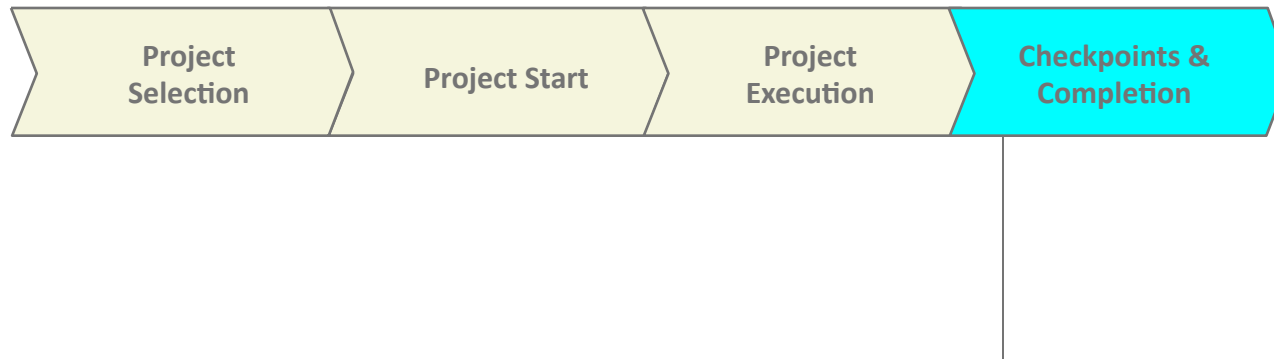 Project
Selection
Project Start
Project
Execution
Checkpoints &
Completion